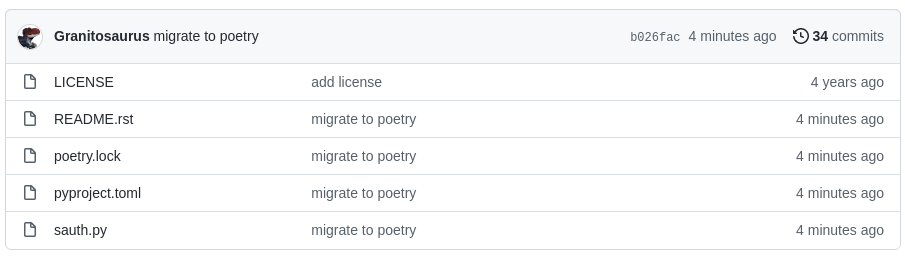 Granitosaurus migrate to poetry b026fac 4 minutes ago 34 commits
LICENSE add license 4 years ago
README.rst migrate to poetry 4 minutes ago
poetry.lock migrate to poetry 4 minutes ago
pyproject.toml migrate to poetry 4 minutes ago
sauth.py migrate to poetry 4 minutes ago